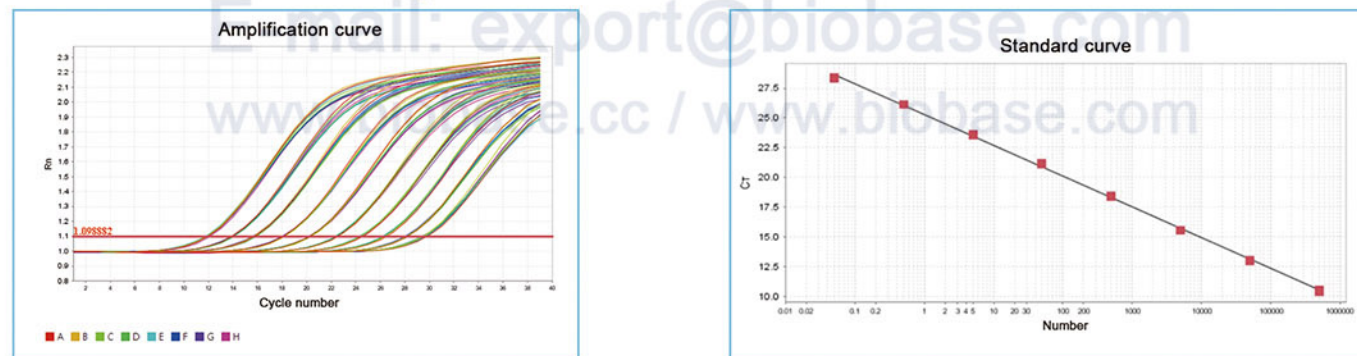 E-mail: export@biobase.com
www.biobase.cc / www.biobase.com
Amplification curve
2.3
2.2
2.1
2.0
1.9
1.8
1.7
1.6
1.5
1.4
1.3
1.2
1.1
1.0
0.9
0.8
Rn
1.098882
2 4 6 8 10 12 14 16 18 20 22 24 26 28 30 32 34 36 38 40
Cycle number
A B C D E F G H
Standard curve
27.5
25.0
22.5
20.0
17.5
15.0
12.5
10.0
CT
0.01 0.02 0.1 0.2 1 2 3 4 5 10 20 30 100 200 1000 10000 100000 1000000
Number